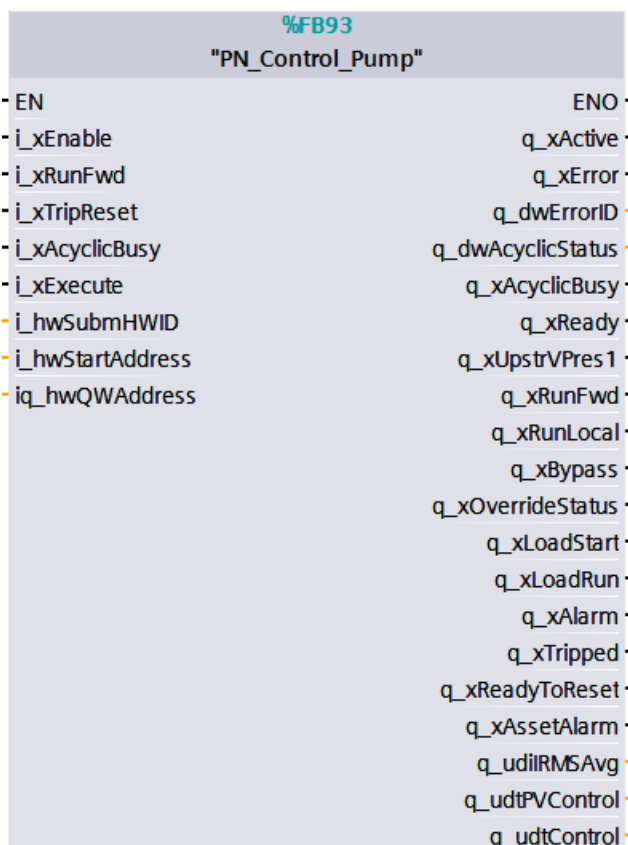 %FB93
"PN_Control_Pump"
EN ENO
i_xEnable q_xActive
i_xRunFwd q_xError
i_xTripReset q_dwErrorID
i_xAcyclicBusy q_dwAcyclicStatus
i_xExecute q_xAcyclicBusy
i_hwSubmHWID q_xReady
i_hwStartAddress q_xUpstrVPres1
iq_hwQWAddress q_xRunFwd
q_xRunLocal
q_xBypass
q_xOverrideStatus
q_xLoadStart
q_xLoadRun
q_xAlarm
q_xTripped
q_xReadyToReset
q_xAssetAlarm
q_udiIRMSAvg
q_udtPVControl
q_udtControl